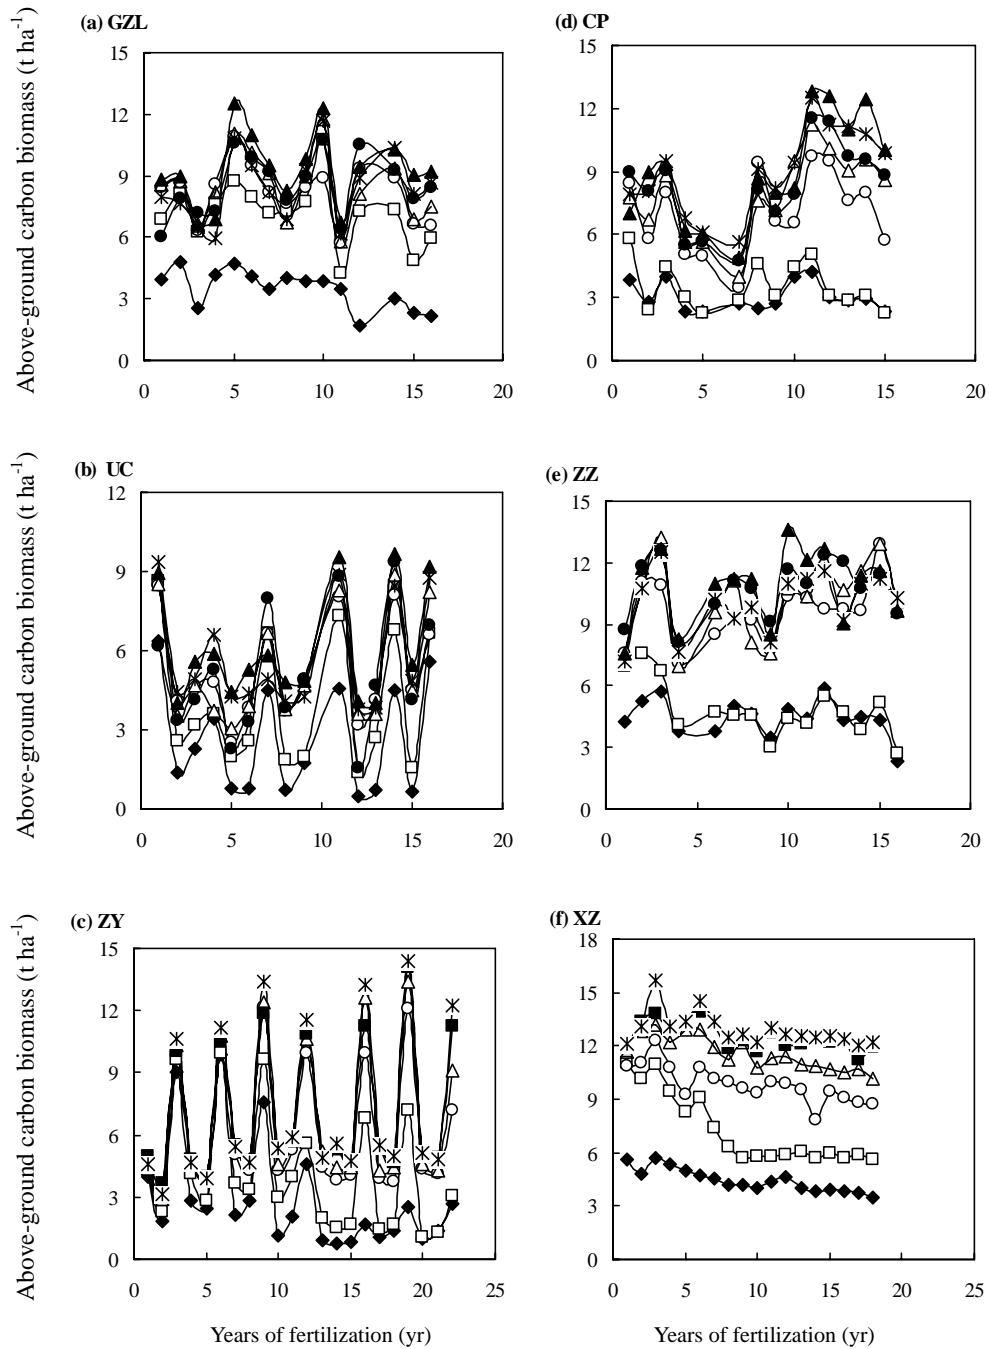 (a) GZL
Above-ground carbon biomass (t ha-1)
15
12
9
6
3
0
0 5 10 15 20
(d) CP
15
12
9
6
3
0
0 5 10 15 20
(b) UC
Above-ground carbon biomass (t ha-1)
12
9
6
3
0
0 5 10 15 20
(e) ZZ
15
12
9
6
3
0
0 5 10 15 20
(c) ZY
Above-ground carbon biomass (t ha-1)
15
12
9
6
3
0
0 5 10 15 20 25
Years of fertilization (yr)
(f) XZ
18
15
12
9
6
3
0
0 5 10 15 20 25
Years of fertilization (yr)